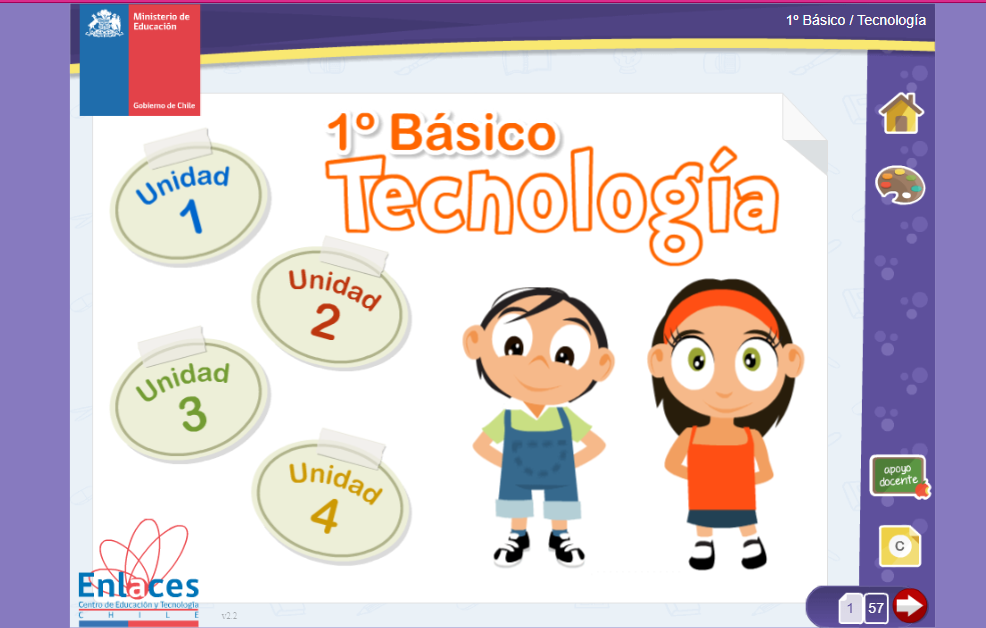 Ministerio de
Educación
Gobierno de Chile
1º Básico / Tecnología
1º Básico
Tecnología
Unidad
1
Unidad
2
Unidad
3
Unidad
4
apoyo
docente
C
Enlaces
Centro de Educación y Tecnología
CHILE
v2.2
1
57